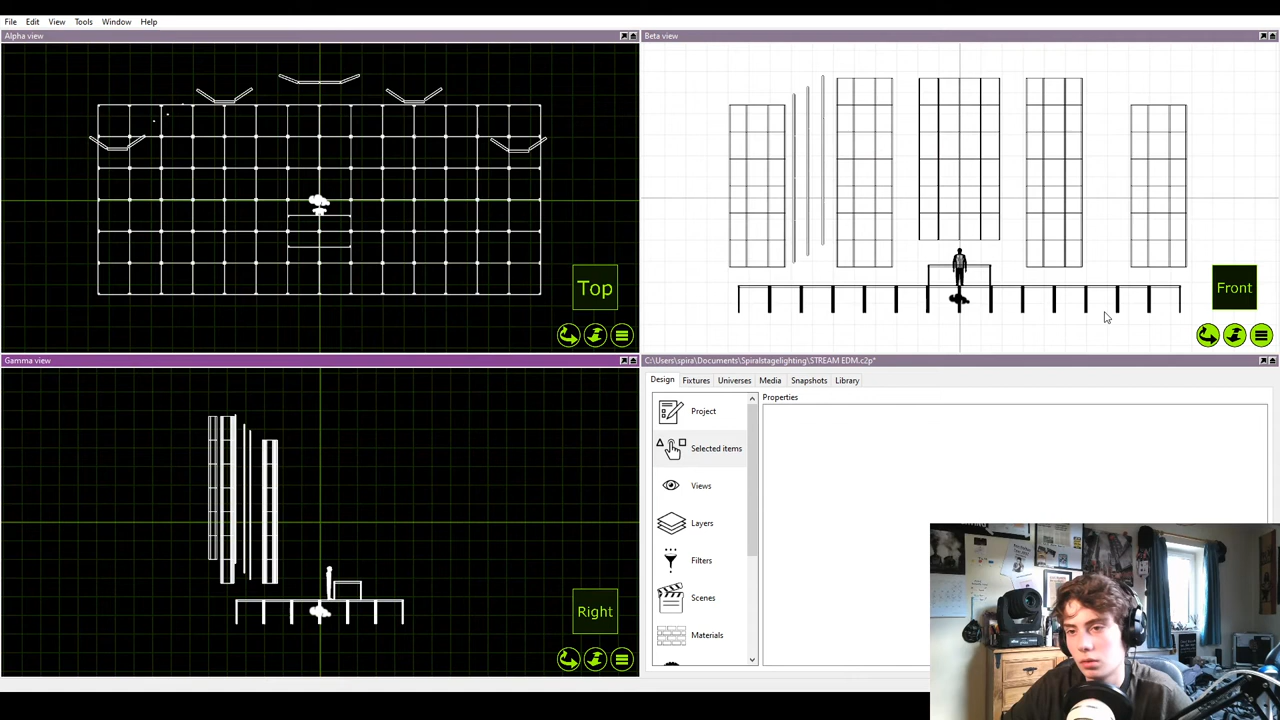 File Edit View Tools Window Help
Alpha view
Beta view
Top
Front
Gamma view
C:\Users\spira\Documents\Spiralstagelighting\STREAM EDM.c2p*
Design Fixtures Universes Media Snapshots Library
Project
Selected items
Views
Layers
Filters
Scenes
Materials
Properties
Right